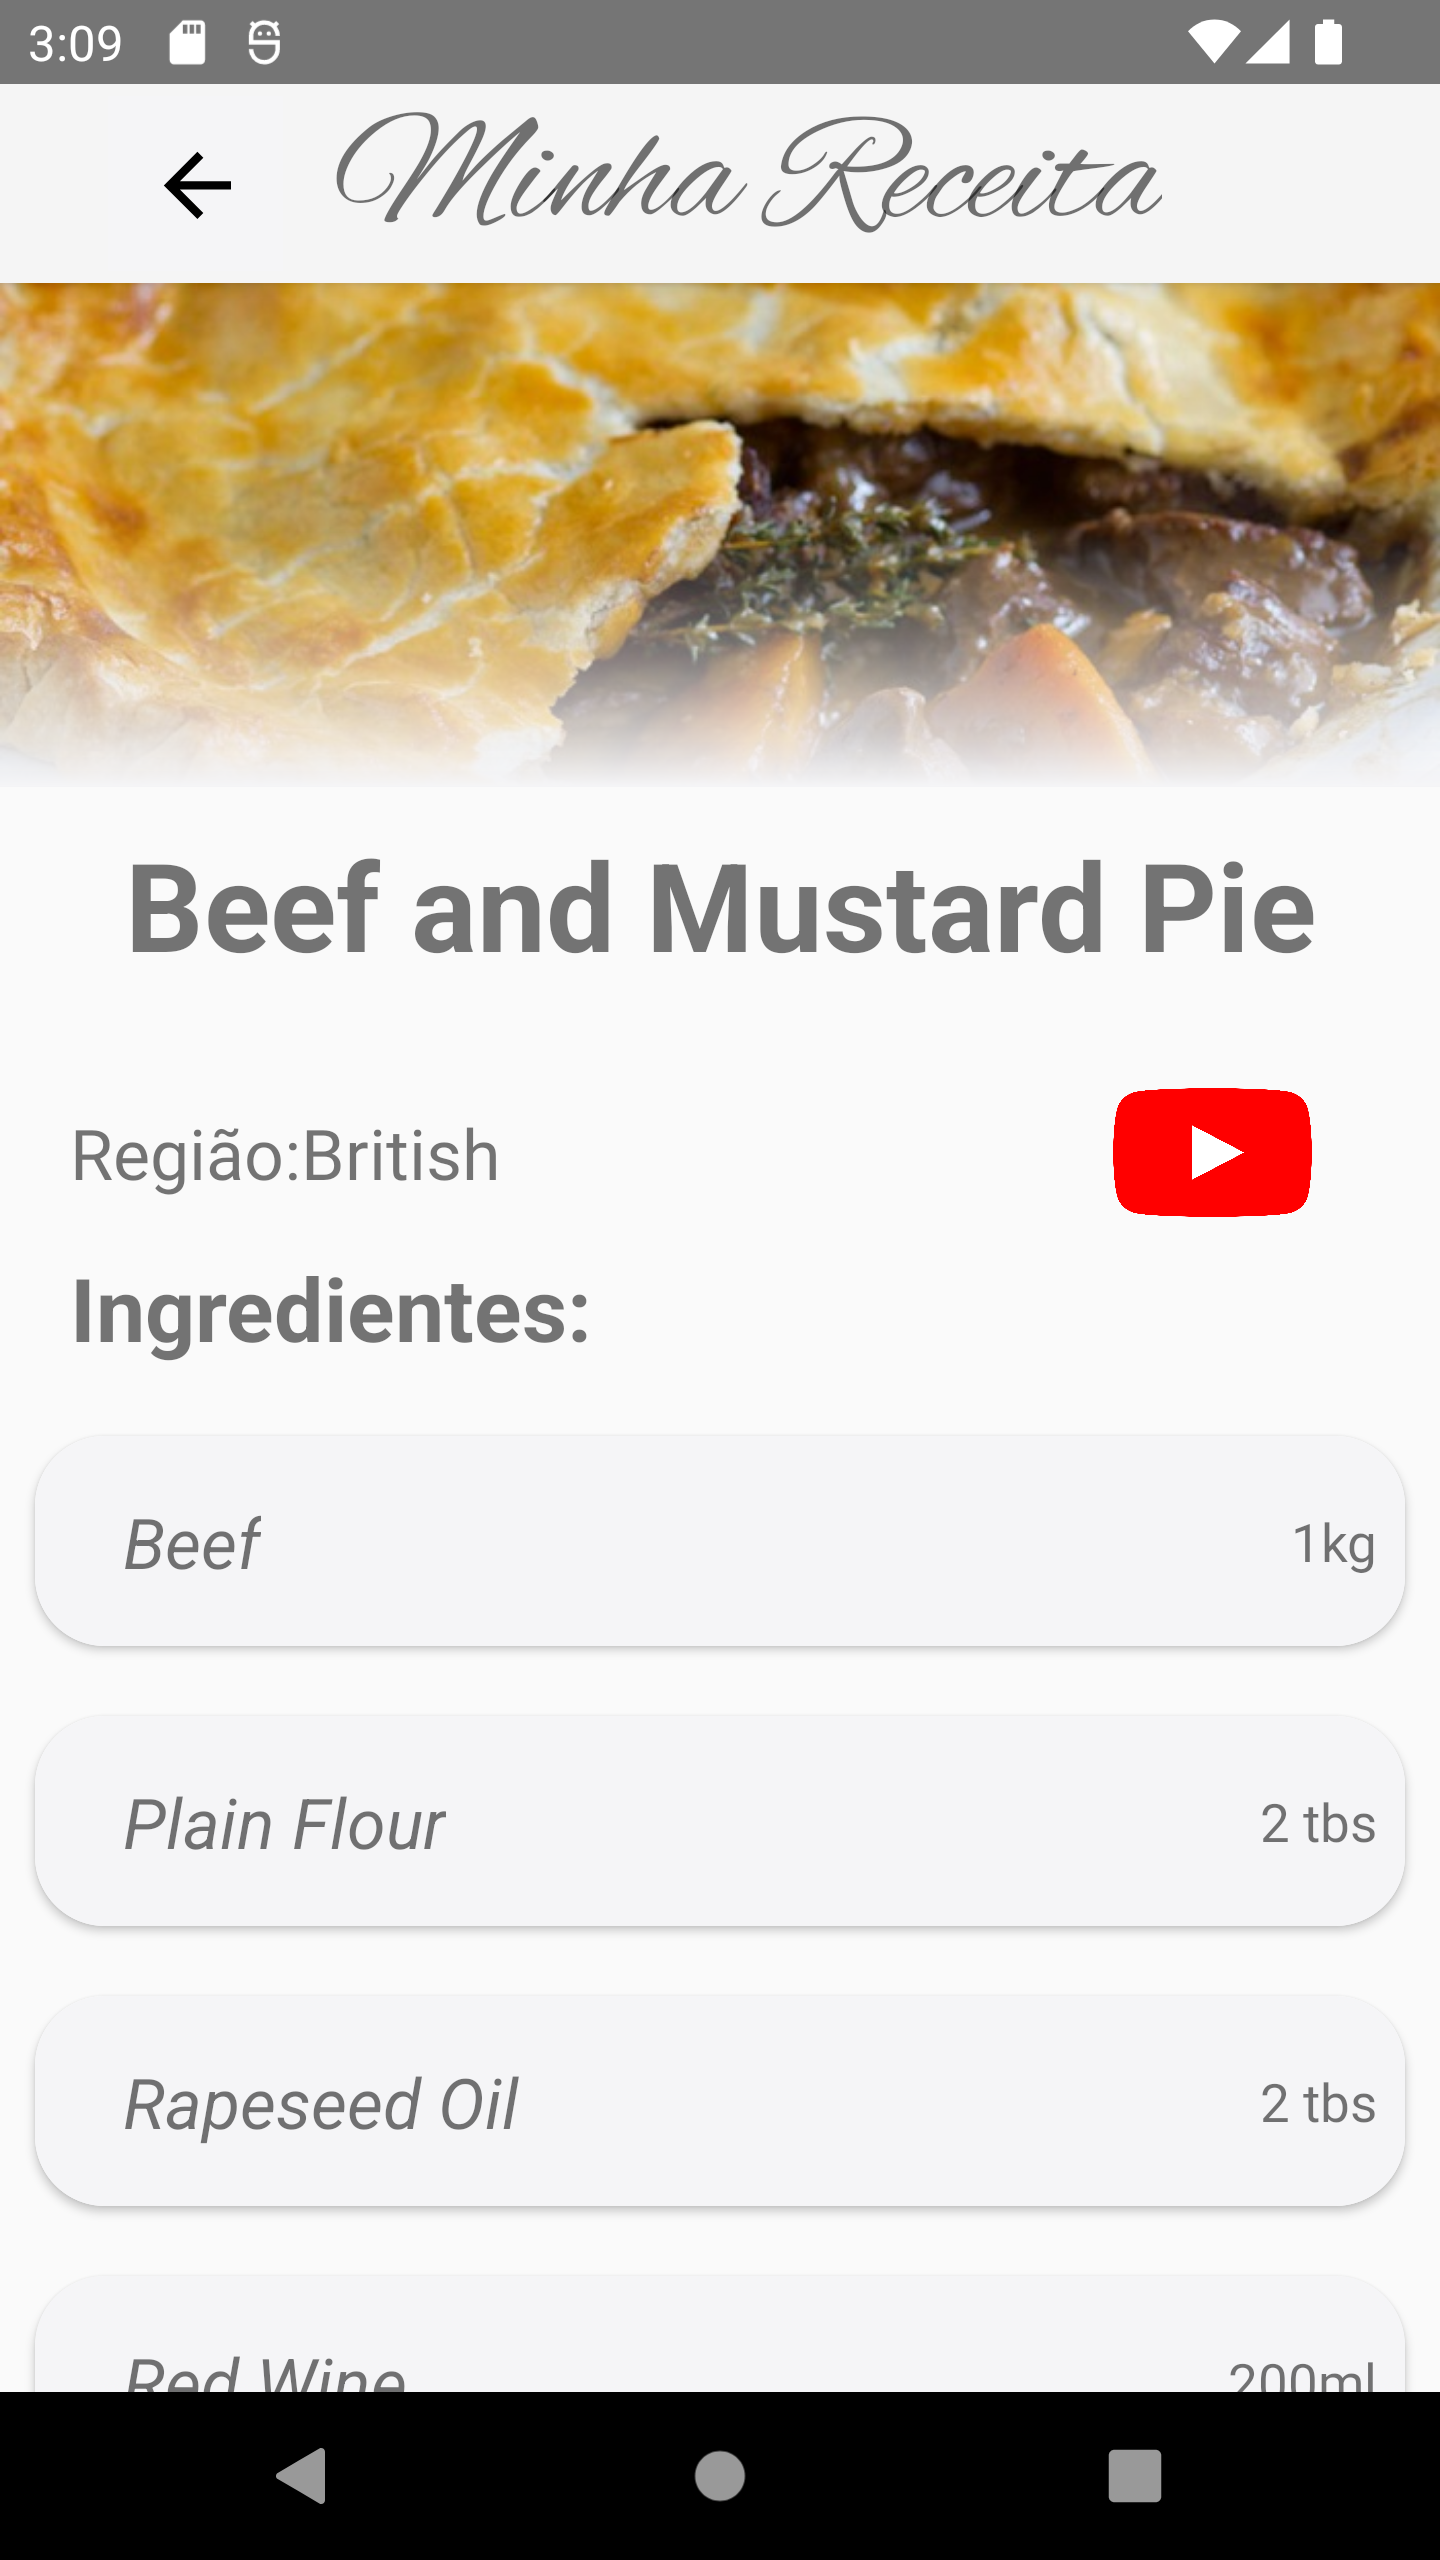 3:09
Minha Receita
Beef and Mustard Pie
Região:British
Ingredientes:
Beef 1kg
Plain Flour 2 tbs
Rapeseed Oil 2 tbs
Red Wine 200ml